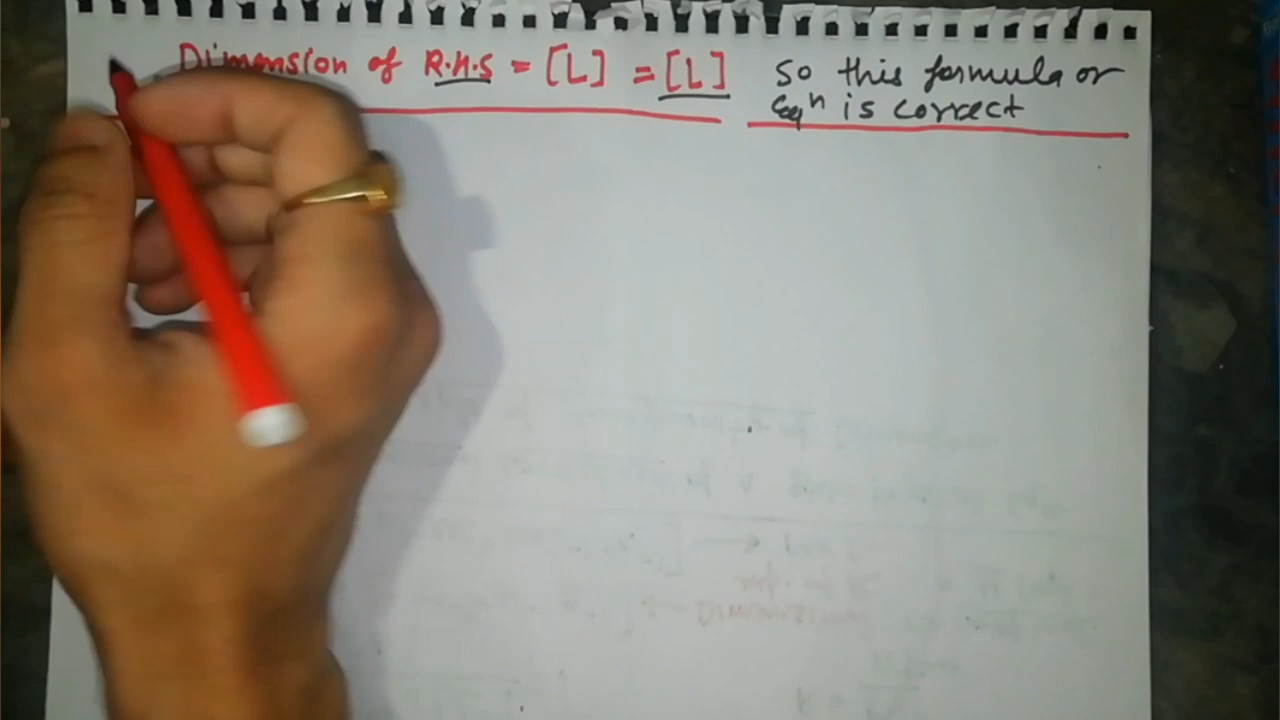 Dimension of R.H.S = [L] = [L] so this formula or
eqn is correct